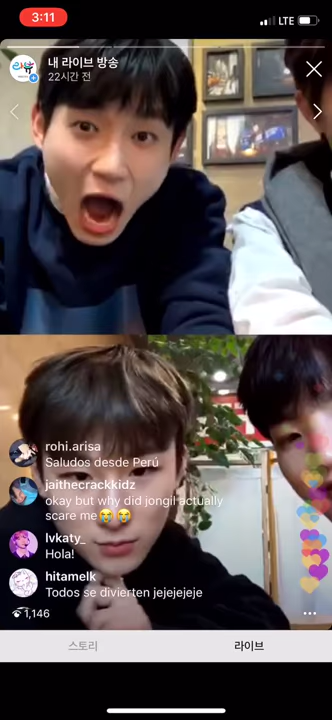 3:11
LTE
내 라이브 방송
22시간 전
rohi.arisa
Saludos desde Perú
jaithecrackkidz
okay but why did jongil actually
scare me😭😭
lvkaty_
Hola!
hitamelk
Todos se divierten jejejejeje
1,146
스토리
라이브